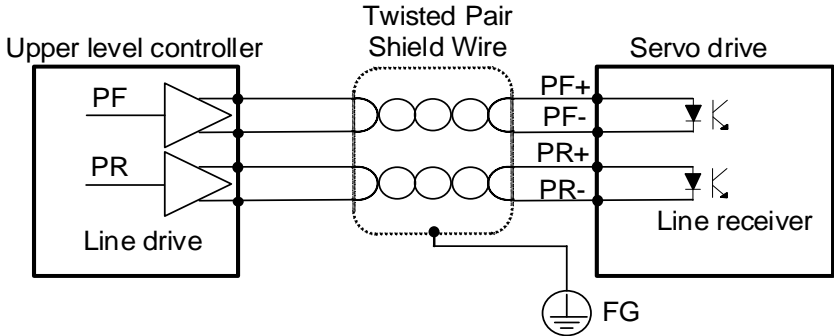 Twisted Pair
Shield Wire
Upper level controller
Servo drive
PF
PF+
PF-
PR
PR+
PR-
Line drive
Line receiver
FG